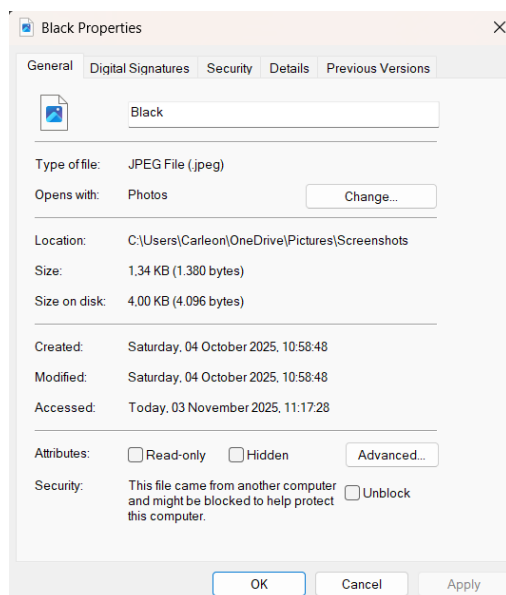 Black Properties
General Digital Signatures Security Details Previous Versions
Black
Type of file: JPEG File (.jpeg)
Opens with: Photos Change...
Location: C:\Users\Carleon\OneDrive\Pictures\Screenshots
Size: 1,34 KB (1.380 bytes)
Size on disk: 4,00 KB (4.096 bytes)
Created: Saturday, 04 October 2025, 10:58:48
Modified: Saturday, 04 October 2025, 10:58:48
Accessed: Today, 03 November 2025, 11:17:28
Attributes: Read-only Hidden Advanced...
Security: This file came from another computer
and might be blocked to help protect Unblock
this computer.
OK Cancel Apply